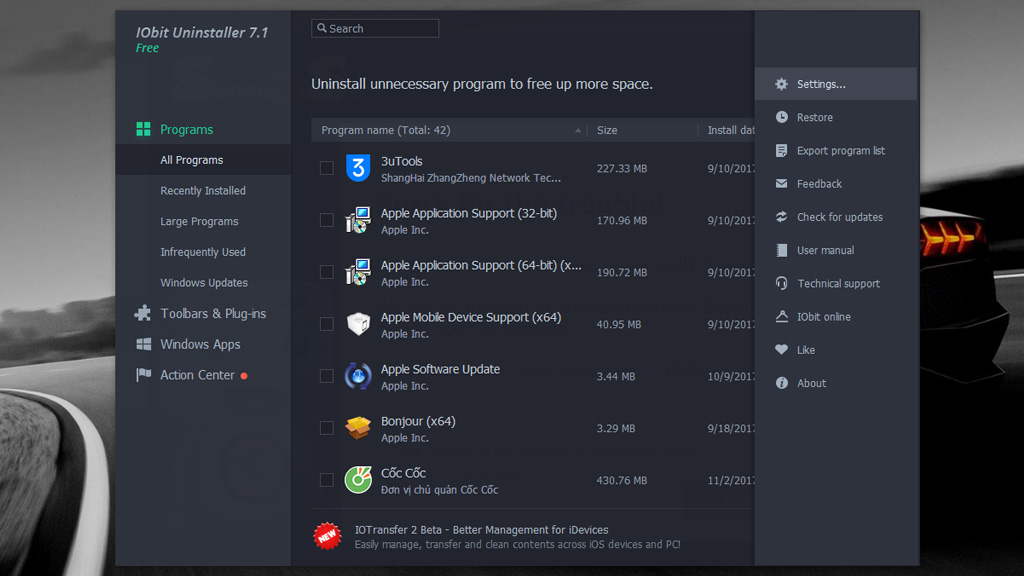 IObit Uninstaller 7.1
Free
Search
Uninstall unnecessary program to free up more space.
Programs
All Programs
Recently Installed
Large Programs
Infrequently Used
Windows Updates
Toolbars & Plug-ins
Windows Apps
Action Center
Program name (Total: 42)
Size
Install dat
3uTools
ShangHai ZhangZheng Network Tec...
227.33 MB
9/10/2017
Apple Application Support (32-bit)
Apple Inc.
170.96 MB
9/10/2017
Apple Application Support (64-bit) (x...
Apple Inc.
190.72 MB
9/10/2017
Apple Mobile Device Support (x64)
Apple Inc.
40.95 MB
9/10/2017
Apple Software Update
Apple Inc.
3.44 MB
10/9/2017
Bonjour (x64)
Apple Inc.
3.29 MB
9/18/2017
Cốc Cốc
Đơn vị chủ quản Cốc Cốc
430.76 MB
11/2/2017
NEW
IOTransfer 2 Beta - Better Management for iDevices
Easily manage, transfer and clean contents across iOS devices and PC!
Settings...
Restore
Export program list
Feedback
Check for updates
User manual
Technical support
IObit online
Like
About